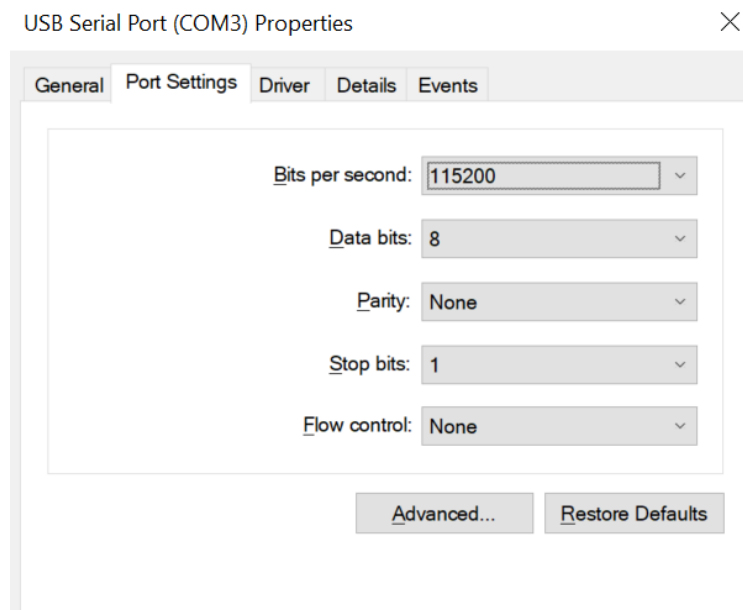 USB Serial Port (COM3) Properties
General Port Settings Driver Details Events
Bits per second: 115200
Data bits: 8
Parity: None
Stop bits: 1
Flow control: None
Advanced... Restore Defaults